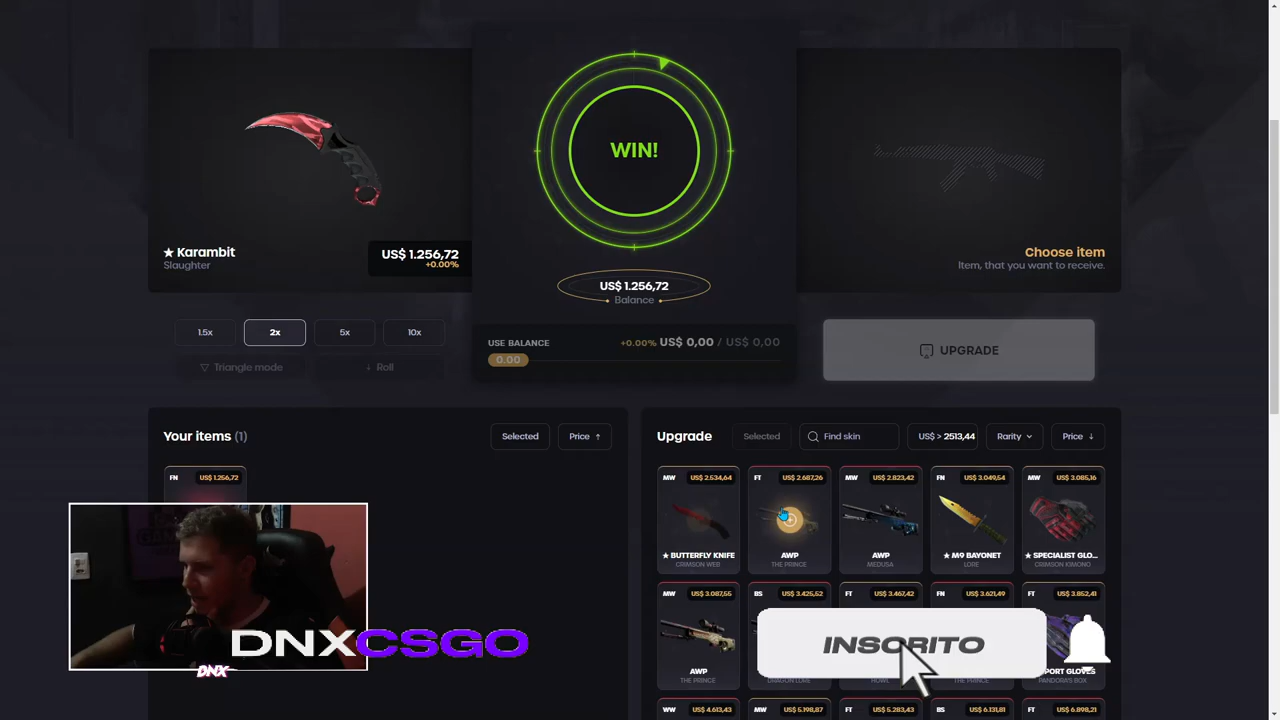 WIN!
★ Karambit
Slaughter
US$ 1.256,72
+0.00%
US$ 1.256,72
Balance
Choose item
Item, that you want to receive.
1.5x
2x
5x
10x
Triangle mode
Roll
USE BALANCE
+0.00% US$ 0,00 / US$ 0,00
0.00
UPGRADE
Your items (1)
Selected
Price ↑
FN
US$ 1.256,72
Upgrade
Selected
Find skin
US$ > 2513,44
Rarity
Price ↓
MW US$ 2.534,64
★ BUTTERFLY KNIFE
CRIMSON WEB
FT US$ 2.687,26
AWP
THE PRINCE
MW US$ 2.823,42
AWP
MEDUSA
FN US$ 3.049,54
★ M9 BAYONET
LORE
MW US$ 3.085,16
★ SPECIALIST GLO...
CRIMSON KIMONO
MW US$ 3.087,55
AWP
THE PRINCE
BS US$ 3.425,52
FT US$ 3.467,42
FN US$ 3.621,49
FT US$ 3.852,41
PORT GLOVES
PANDORA'S BOX
WW US$ 4.613,43
MW US$ 5.198,87
FT US$ 5.283,43
BS US$ 6.131,81
FT US$ 6.898,21
DNXCSGO
DNX
INSCRITO